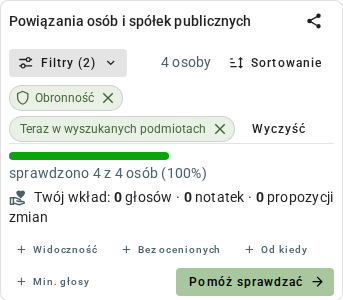 Powiązania osób i spółek publicznych
Filtry (2) 4 osoby Sortowanie
Obronność
Teraz w wyszukanych podmiotach Wyczyść
sprawdzono 4 z 4 osób (100%)
Twój wkład: 0 głosów · 0 notatek · 0 propozycji
zmian
+ Widoczność + Bez ocenionych + Od kiedy
+ Min. głosy Pomóż sprawdzać →